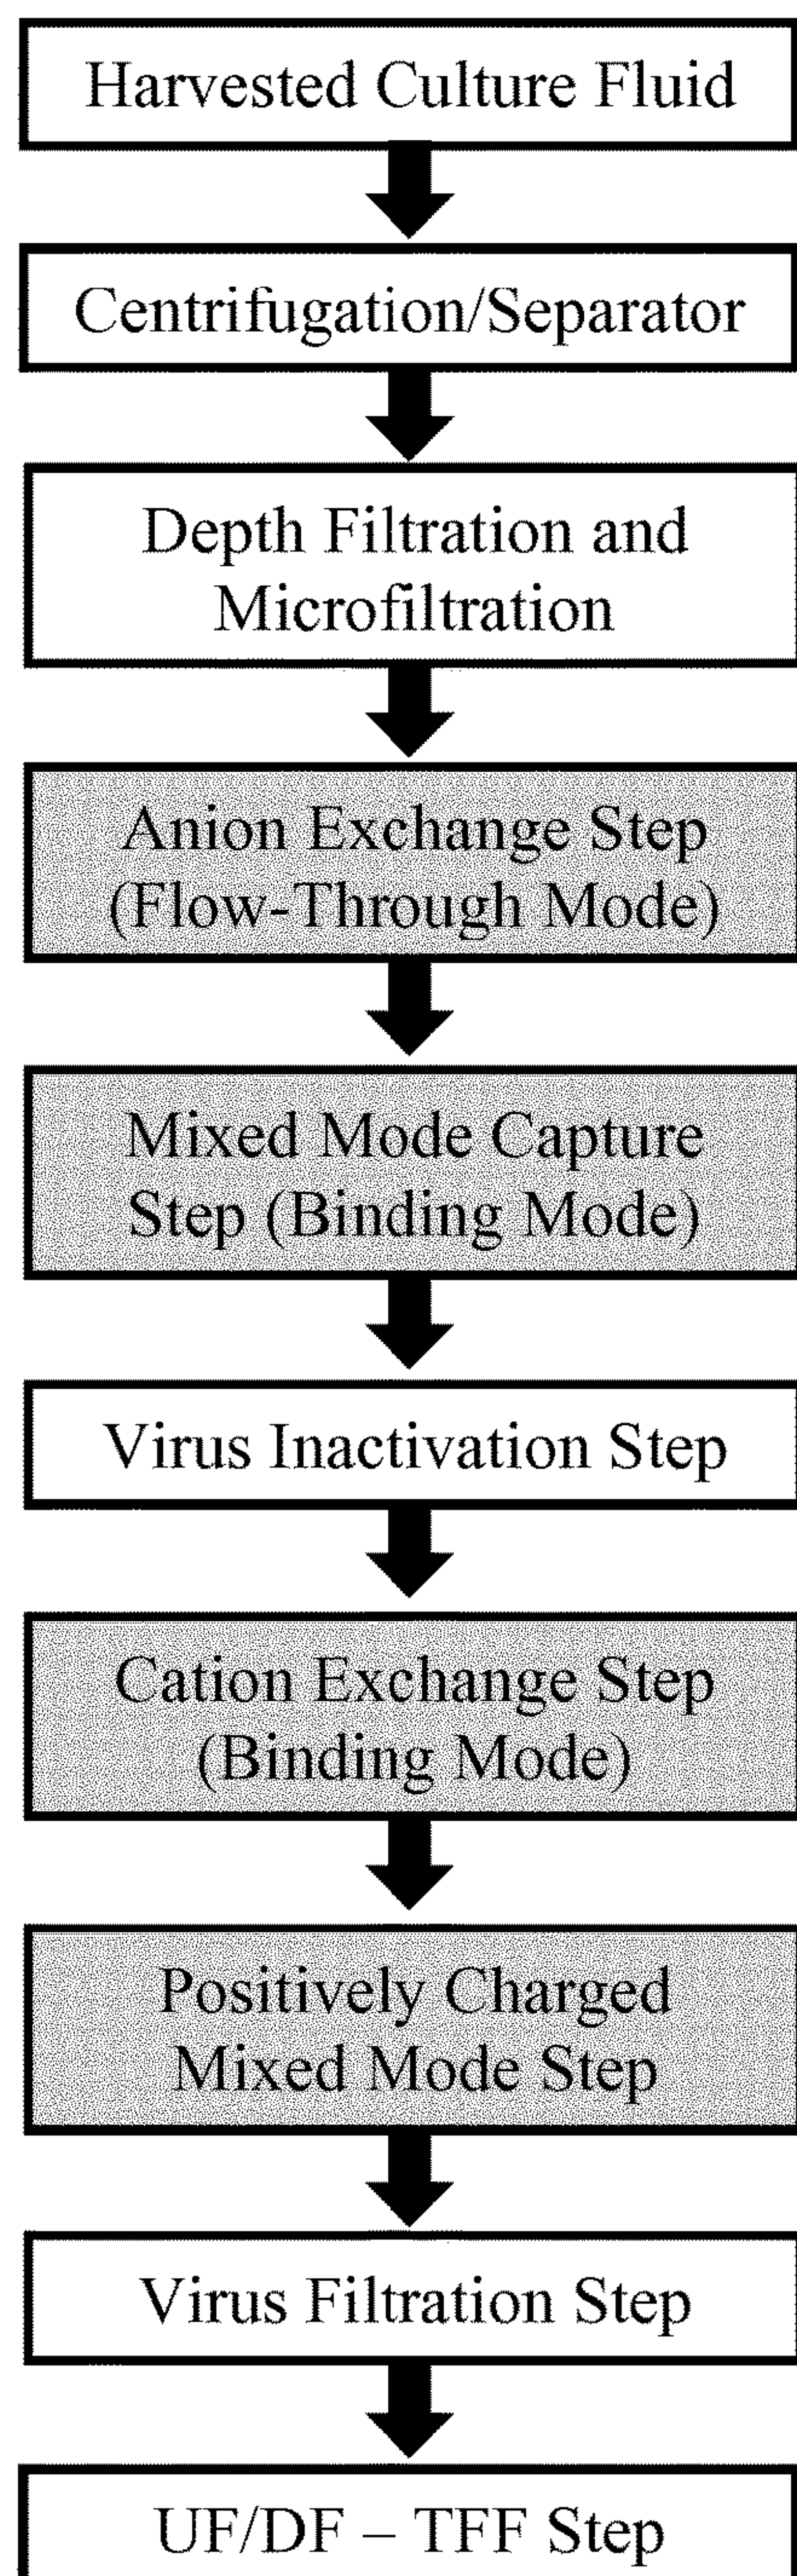 Harvested Culture Fluid
Centrifugation/Separator
Depth Filtration and
Microfiltration
Anion Exchange Step
(Flow-Through Mode)
Mixed Mode Capture
Step (Binding Mode)
Virus Inactivation Step
Cation Exchange Step
(Binding Mode)
Positively Charged
Mixed Mode Step
Virus Filtration Step
UF/DF – TFF Step